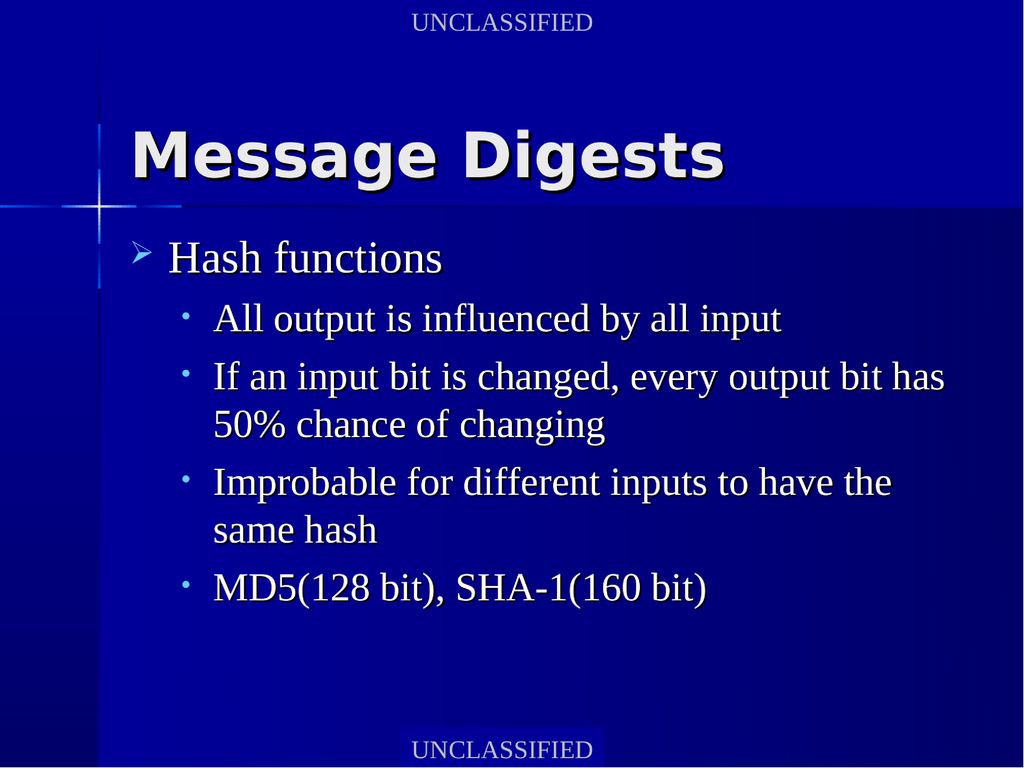 UNCLASSIFIED
Message Digests
Hash functions
All output is influenced by all input
If an input bit is changed, every output bit has
50% chance of changing
Improbable for different inputs to have the
same hash
MD5(128 bit), SHA-1(160 bit)
UNCLASSIFIED